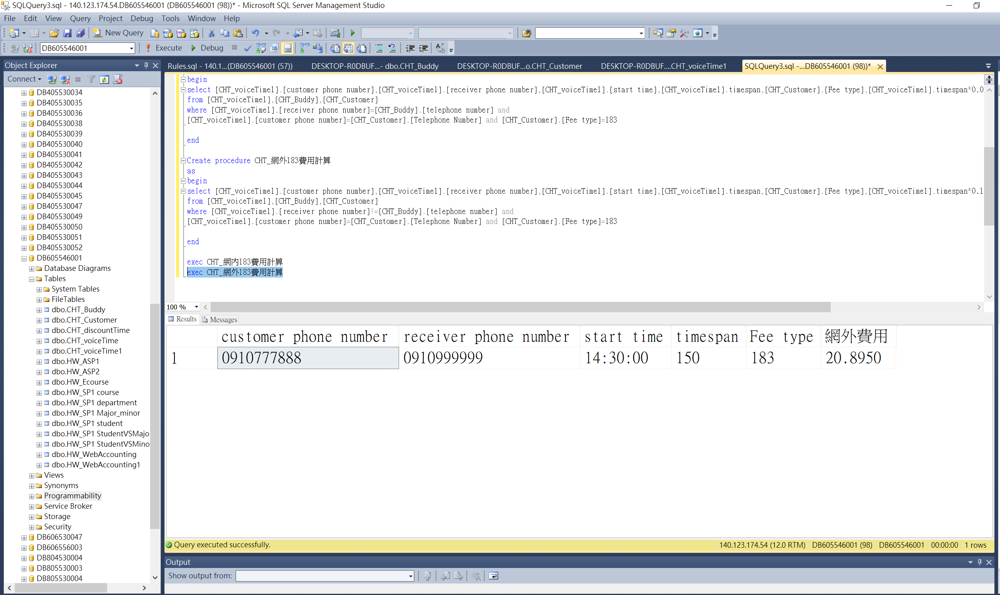 SQLQuery3.sql - 140.123.174.54.DB605546001 (DB605546001 (98))* - Microsoft SQL Server Management Studio
File Edit View Query Project Debug Tools Window Help
New Query
DB605546001 Execute Debug
Object Explorer
Connect
DB405530034
DB405530035
DB405530036
DB405530038
DB405530039
DB405530040
DB405530041
DB405530042
DB405530043
DB405530044
DB405530045
DB405530047
DB405530049
DB405530050
DB405530051
DB405530052
DB605546001
Database Diagrams
Tables
System Tables
FileTables
dbo.CHT_Buddy
dbo.CHT_Customer
dbo.CHT_discountTime
dbo.CHT_voiceTime
dbo.CHT_voiceTime1
dbo.HW_ASP1
dbo.HW_ASP2
dbo.HW_Ecourse
dbo.HW_SP1 course
dbo.HW_SP1 department
dbo.HW_SP1 Major_minor
dbo.HW_SP1 student
dbo.HW_SP1 StudentVSMajo
dbo.HW_SP1 StudentVSMino
dbo.HW_WebAccounting
dbo.HW_WebAccounting1
Views
Synonyms
Programmability
Service Broker
Storage
Security
DB606530047
DB606556003
DB804530004
DB805530003
DB805530004
Rules.sql - 140.1...(DB605546001 (57)) DESKTOP-R0DBUF...- dbo.CHT_Buddy DESKTOP-R0DBUF...o.CHT_Customer DESKTOP-R0DBUF....CHT_voiceTime1 SQLQuery3.sql -...DB605546001 (98))*
begin
select [CHT_voiceTime1].[customer phone number],[CHT_voiceTime1].[receiver phone number],[CHT_voiceTime1].[start time],[CHT_voiceTime1].timespan,[CHT_Customer].[Fee type],[CHT_voiceTime1].timespan*0.0
from [CHT_voiceTime1],[CHT_Buddy],[CHT_Customer]
where [CHT_voiceTime1].[receiver phone number]=[CHT_Buddy].[telephone number] and
[CHT_voiceTime1].[customer phone number]=[CHT_Customer].[Telephone Number] and [CHT_Customer].[Fee type]=183
end
Create procedure CHT_網外183費用計算
as
begin
select [CHT_voiceTime1].[customer phone number],[CHT_voiceTime1].[receiver phone number],[CHT_voiceTime1].[start time],[CHT_voiceTime1].timespan,[CHT_Customer].[Fee type],[CHT_voiceTime1].timespan*0.1
from [CHT_voiceTime1],[CHT_Buddy],[CHT_Customer]
where [CHT_voiceTime1].[receiver phone number]!=[CHT_Buddy].[telephone number] and
[CHT_voiceTime1].[customer phone number]=[CHT_Customer].[Telephone Number] and [CHT_Customer].[Fee type]=183
end
exec CHT_網內183費用計算
exec CHT_網外183費用計算
100 %
Results Messages
customer phone number receiver phone number start time timespan Fee type 網外費用
1 0910777888 0910999999 14:30:00 150 183 20.8950
Query executed successfully. 140.123.174.54 (12.0 RTM) DB605546001 (98) DB605546001 00:00:00 1 rows
Output
Show output from: